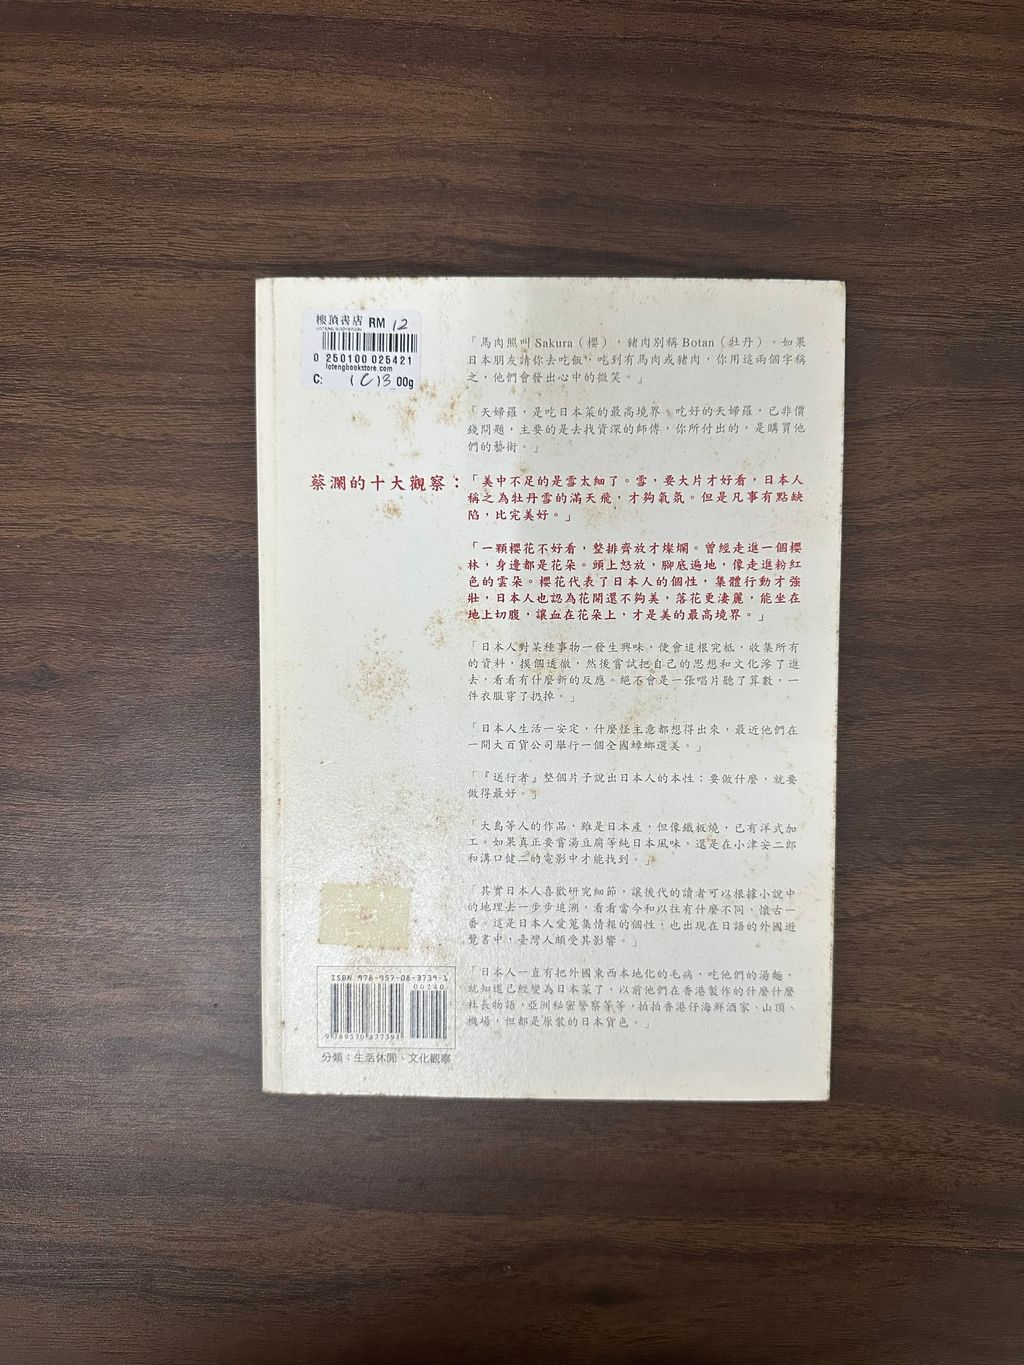 樓頂書店 RM 12
0 250100 025421
lotengbookstore.com
C: 1C13 00g
「馬肉照叫 Sakura（櫻），豬肉別稱 Botan（牡丹）。如果
日本朋友請你去吃飯，吃到有馬肉或豬肉，你用這兩個字稱
之，他們會發出心中的微笑。」
「天婦羅，是吃日本菜的最高境界。吃好的天婦羅，已非價
錢問題，主要的是去找資深的師傅，你所付出的，是購買他
們的藝術。」
蔡瀾的十大觀察：
「美中不足的是雪太細了。雪，要大片才好看，日本人
稱之為牡丹雪的滿天飛，才夠氣氛。但是凡事有點缺
陷，比完美好。」
「一顆櫻花不好看，整排齊放才燦爛。曾經走進一個櫻
林，身邊都是花朵。頭上怒放，腳底遍地，像走進粉紅
色的雲朵。櫻花代表了日本人的個性，集體行動才強
壯，日本人也認為花開還不夠美，落花更淒麗，能坐在
地上切腹，讓血在花朵上，才是美的最高境界。」
「日本人對某種事物一發生興味，便會追根究柢，收集所有
的資料，摸個透徹，然後嘗試把自己的思想和文化滲了進
去，看看有什麼新的反應。絕不會是一張唱片聽了算數，一
件衣服穿了扔掉。」
「日本人生活一安定，什麼怪主意都想得出來，最近他們在
一間大百貨公司舉行一個全國蟑螂選美。」
「『送行者』整個片子說出日本人的本性：要做什麼，就要
做得最好。」
「大島等人的作品，雖是日本產，但像鐵板燒，已有洋式加
工。如果真正要嘗湯豆腐等純日本風味，還是在小津安二郎
和溝口健二的電影中才能找到。」
「其實日本人喜歡研究細節，讓後代的讀者可以根據小說中
的地理去一步步追溯，看看當今和以往有什麼不同，懷古一
番。這是日本人愛蒐集情報的個性，也出現在日語的外國遊
覽書中，臺灣人頗受其影響。」
「日本人一直有把外國東西本地化的毛病，吃他們的湯麵，
就知道已經變為日本菜了，以前他們在香港製作的什麼什麼
社長物語，亞洲秘密警察等等，拍拍香港仔海鮮酒家、山頂、
機場，但都是原裝的日本貨色。」
ISBN 978-957-08-3739-1
00240
9 789570 837391
分類：生活休閒、文化觀察